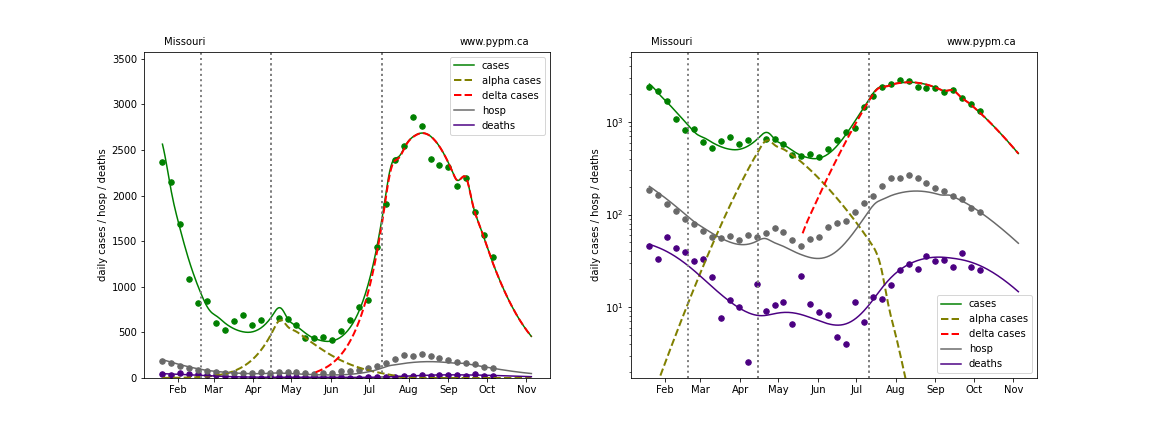 Missouri
www.pypm.ca
3500
3000
2500
2000
1500
1000
500
0
daily cases / hosp / deaths
cases
alpha cases
delta cases
hosp
deaths
Feb Mar Apr May Jun Jul Aug Sep Oct Nov
Missouri
www.pypm.ca
10³
10²
10¹
daily cases / hosp / deaths
cases
alpha cases
delta cases
hosp
deaths
Feb Mar Apr May Jun Jul Aug Sep Oct Nov